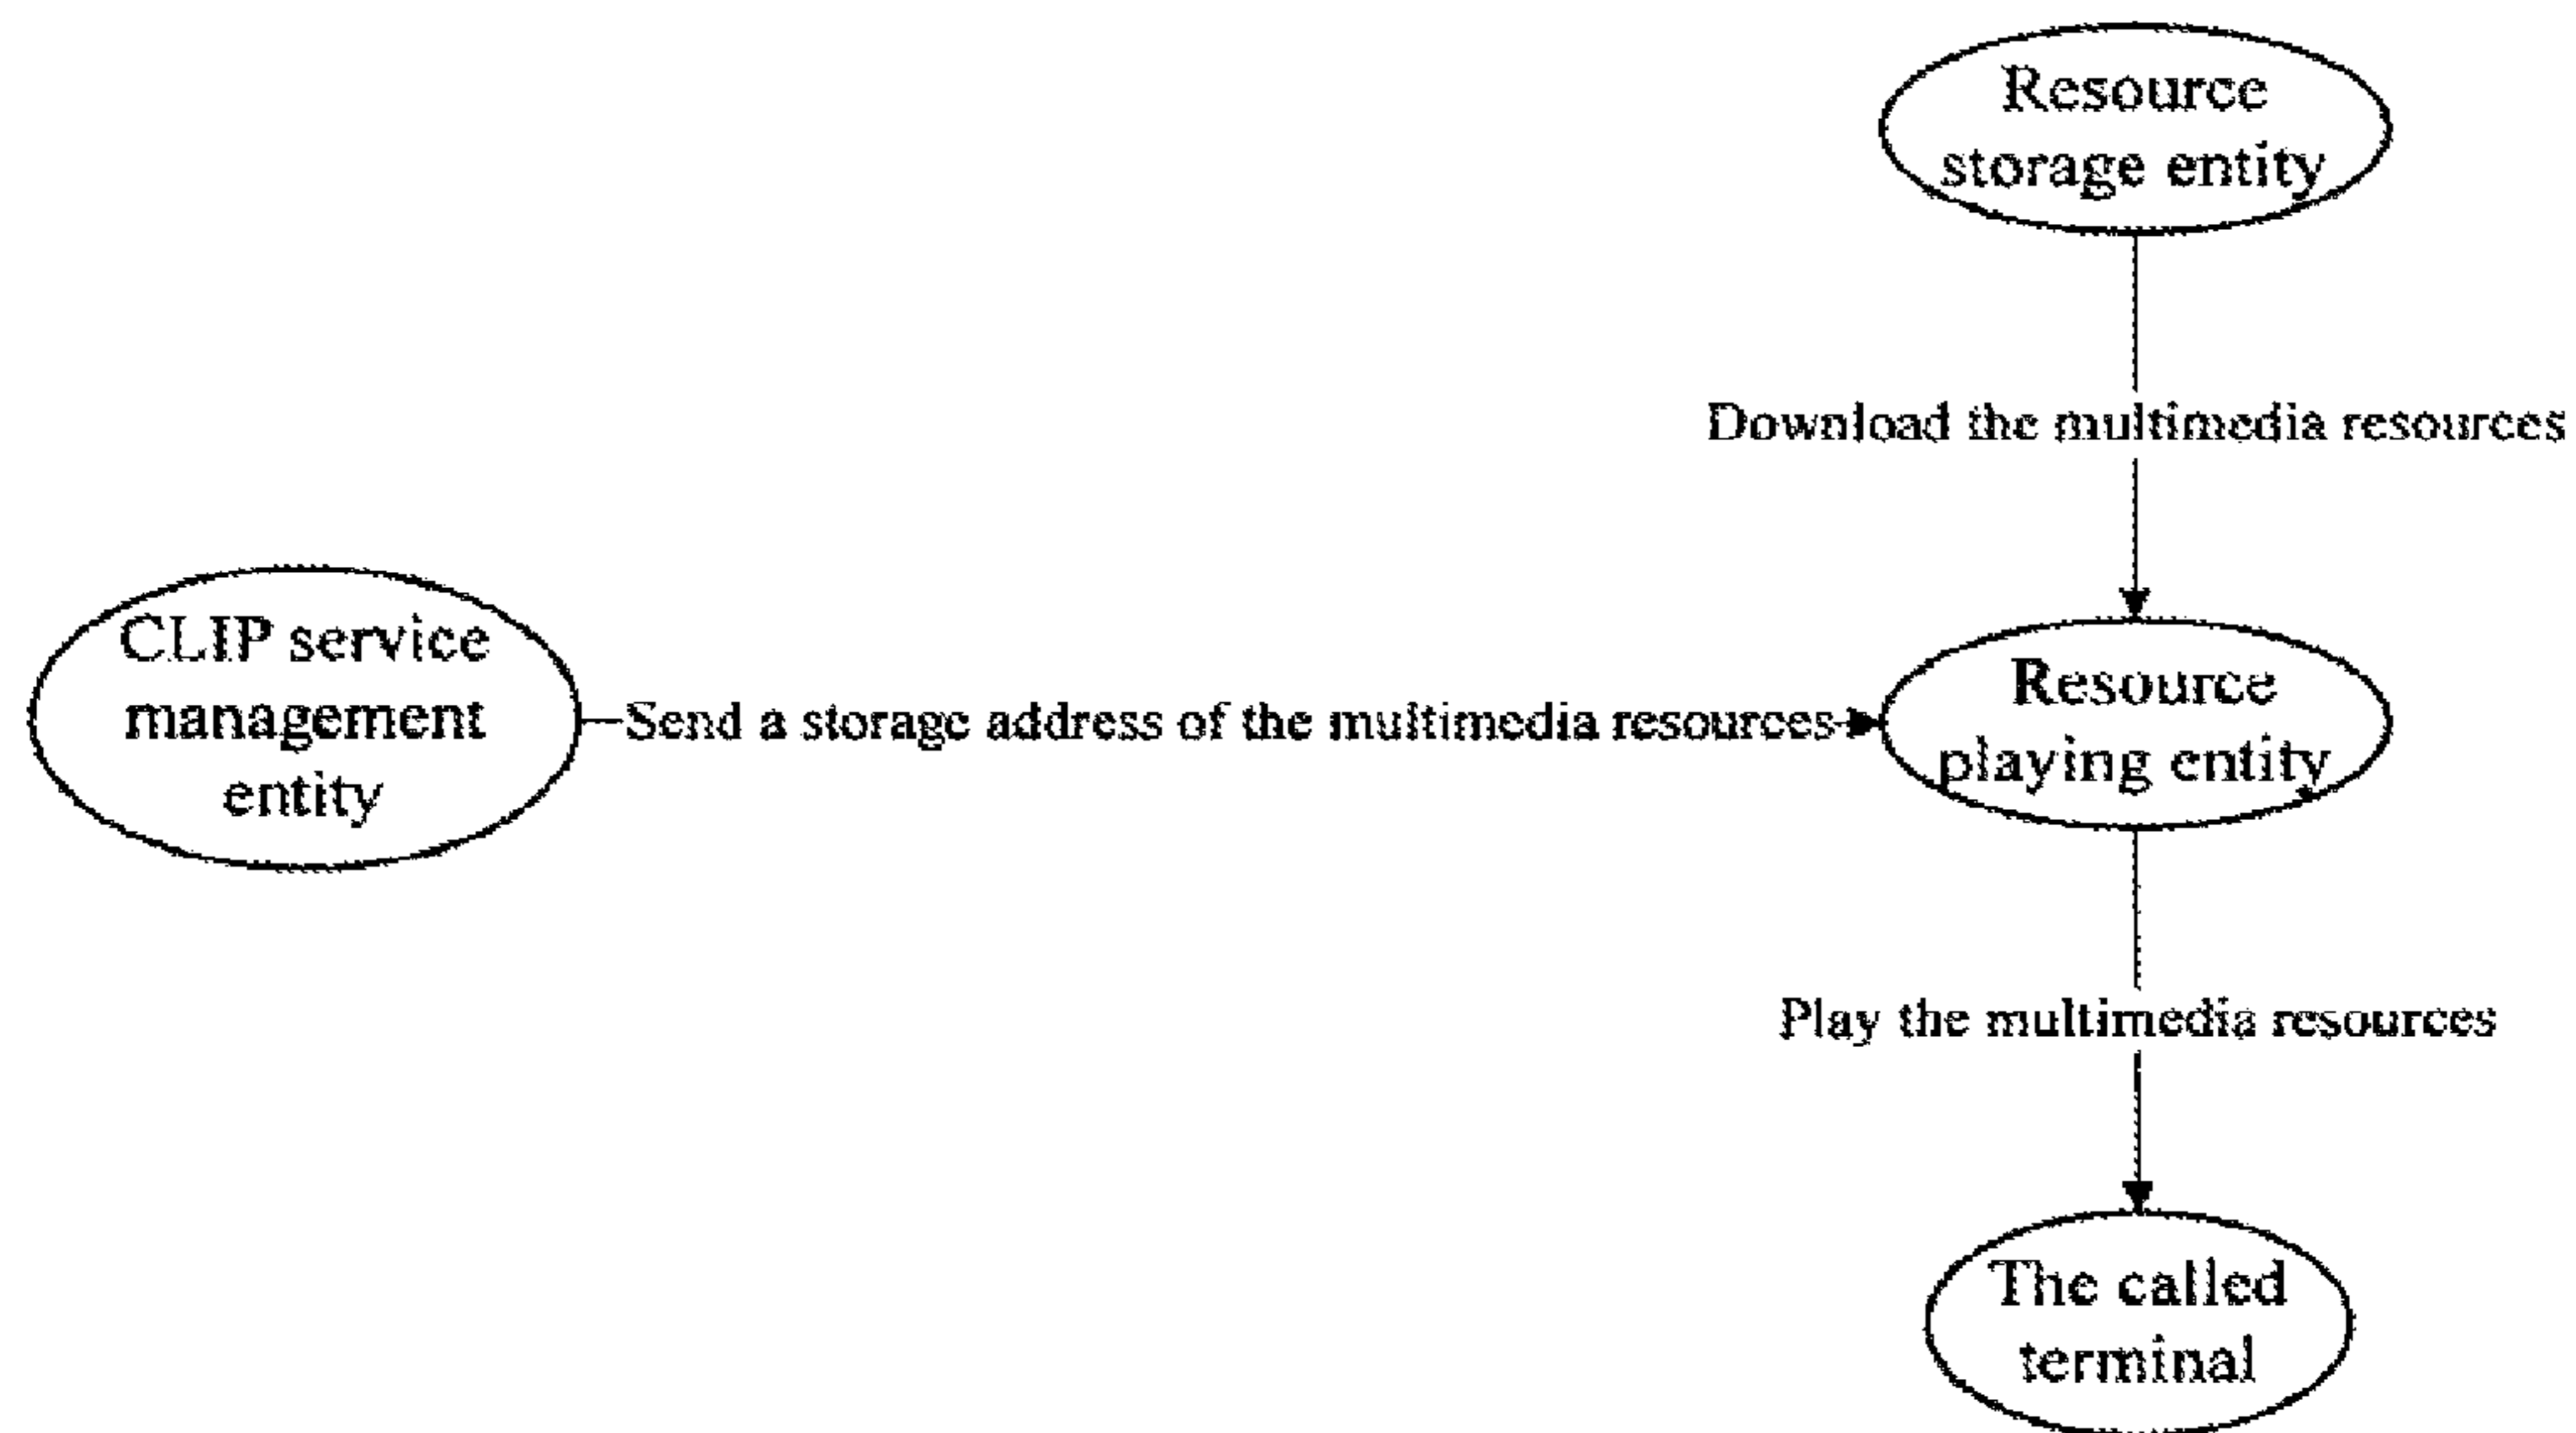 Resource
storage entity
Download the multimedia resources
CLIP service
management
entity
Send a storage address of the multimedia resources
Resource
playing entity
Play the multimedia resources
The called
terminal